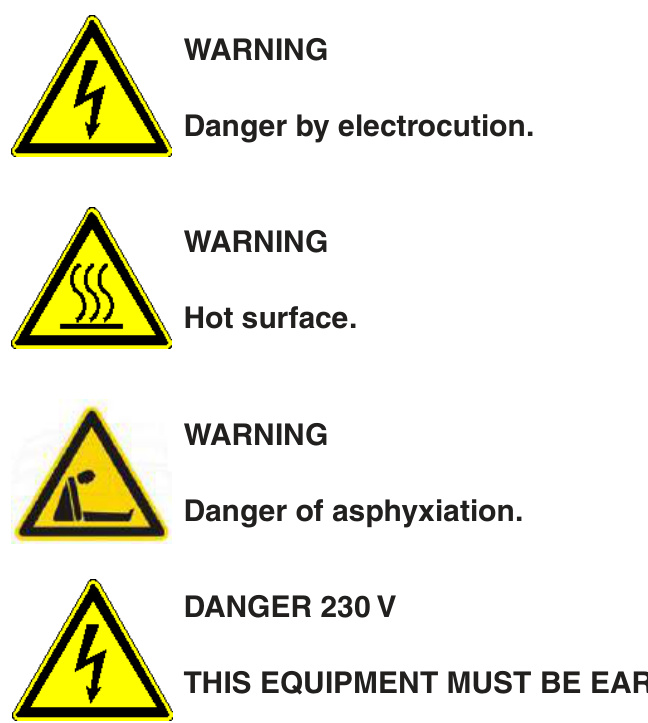 WARNING
Danger by electrocution.
WARNING
Hot surface.
WARNING
Danger of asphyxiation.
DANGER 230 V
THIS EQUIPMENT MUST BE